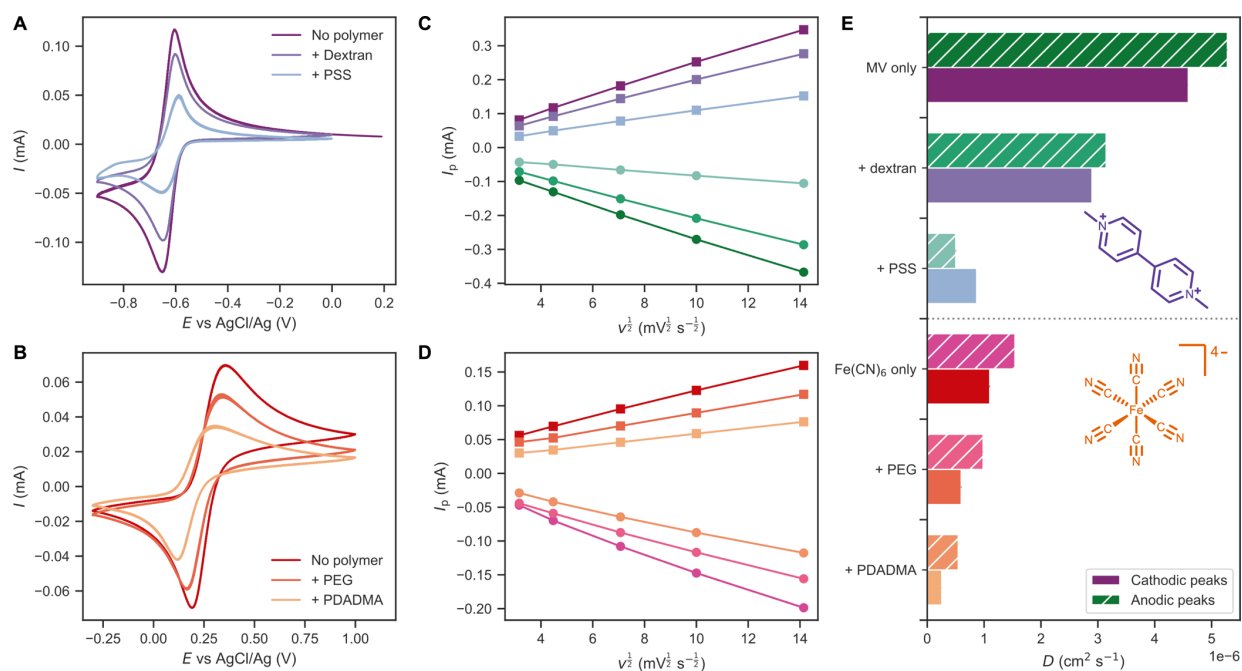 A
0.10
0.05
0.00
−0.05
−0.10
I (mA)
No polymer
+ Dextran
+ PSS
−0.8 −0.6 −0.4 −0.2 0.0 0.2
E vs AgCl/Ag (V)
B
0.06
0.04
0.02
0.00
−0.02
−0.04
−0.06
I (mA)
No polymer
+ PEG
+ PDADMA
−0.25 0.00 0.25 0.50 0.75 1.00
E vs AgCl/Ag (V)
C
0.3
0.2
0.1
0.0
−0.1
−0.2
−0.3
−0.4
Ip (mA)
4 6 8 10 12 14
v½ (mV½ s−½)
D
0.15
0.10
0.05
0.00
−0.05
−0.10
−0.15
−0.20
Ip (mA)
4 6 8 10 12 14
v½ (mV½ s−½)
E
MV only
+ dextran
+ PSS
N+
N+
Fe(CN)6 only
+ PEG
+ PDADMA
4−
N
C
N≡C
C≡N
Fe
N≡C
C≡N
C
N
Cathodic peaks
Anodic peaks
0 1 2 3 4 5
1e−6
D (cm² s⁻¹)